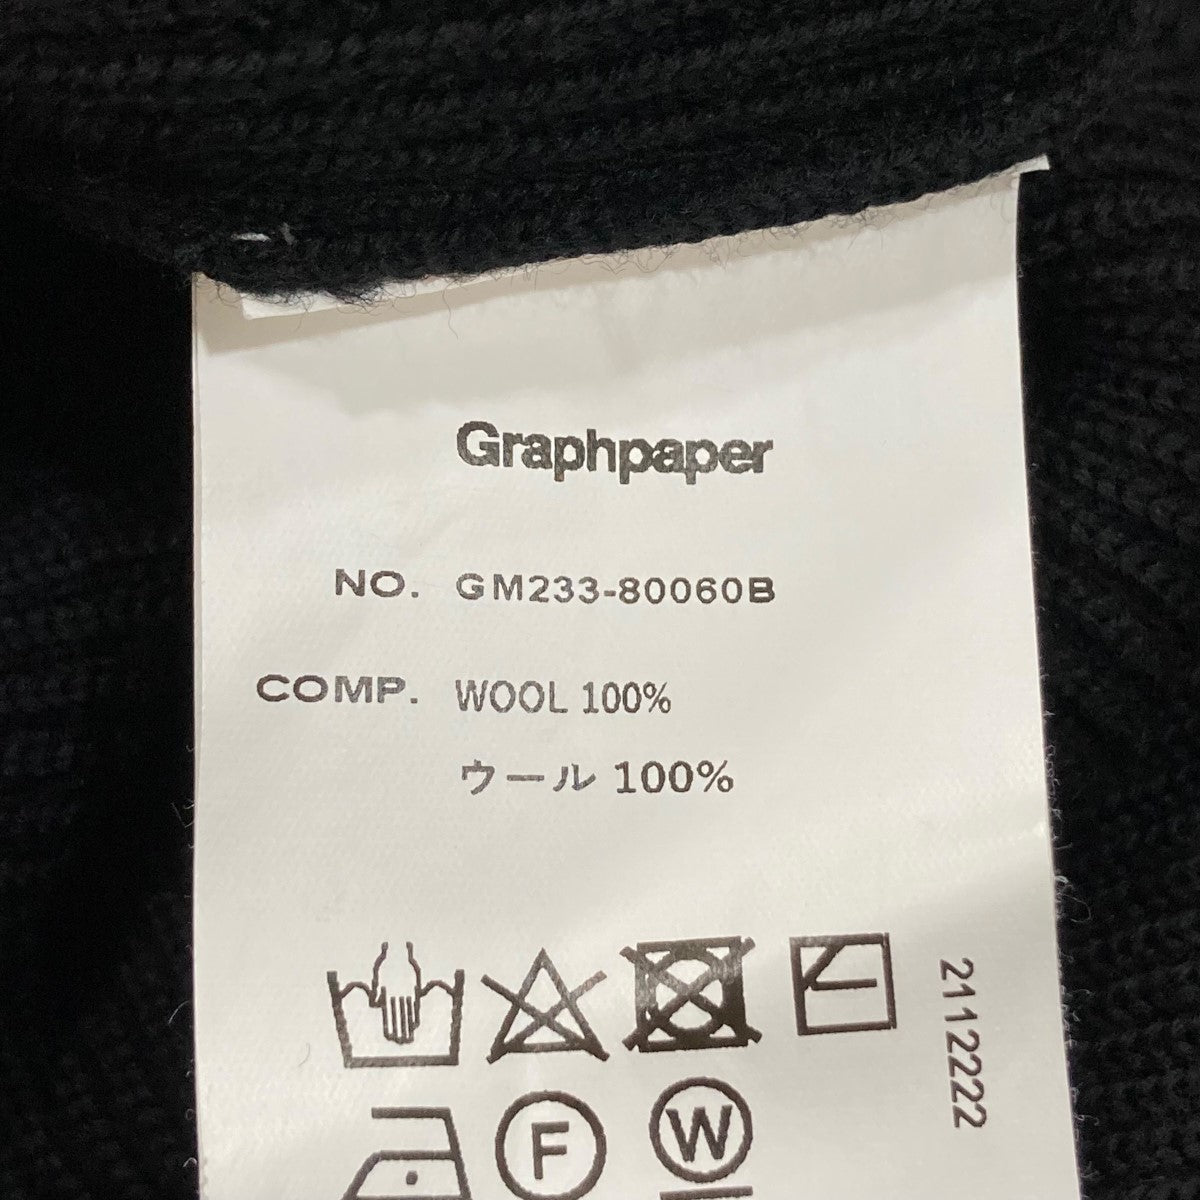 Graphpaper
NO. GM233-80060B
COMP. WOOL 100%
ウール 100%
2112222
F
W